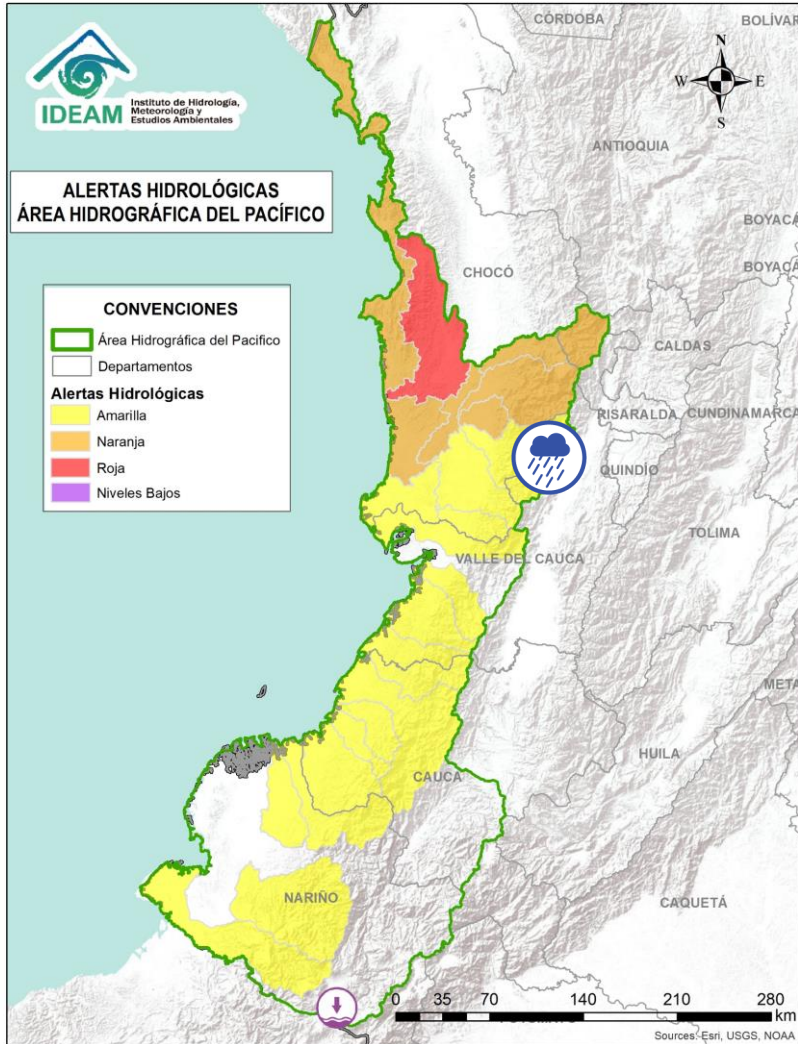 CÓRDOBA
BOLÍVAR
N
W E
S
IDEAM
Instituto de Hidrología,
Meteorología y
Estudios Ambientales
ANTIOQUIA
ALERTAS HIDROLÓGICAS
ÁREA HIDROGRÁFICA DEL PACÍFICO
BOYACÁ
CHOCÓ
BOYACÁ
CONVENCIONES
Área Hidrográfica del Pacífico
Departamentos
Alertas Hidrológicas
Amarilla
Naranja
Roja
Niveles Bajos
CALDAS
RISARALDA
CUNDINAMARCA
QUINDÍO
TOLIMA
VALLE DEL CAUCA
META
HUILA
CAUCA
NARIÑO
CAQUETÁ
0 35 70 140 210 280
km
Sources: Esri, USGS, NOAA